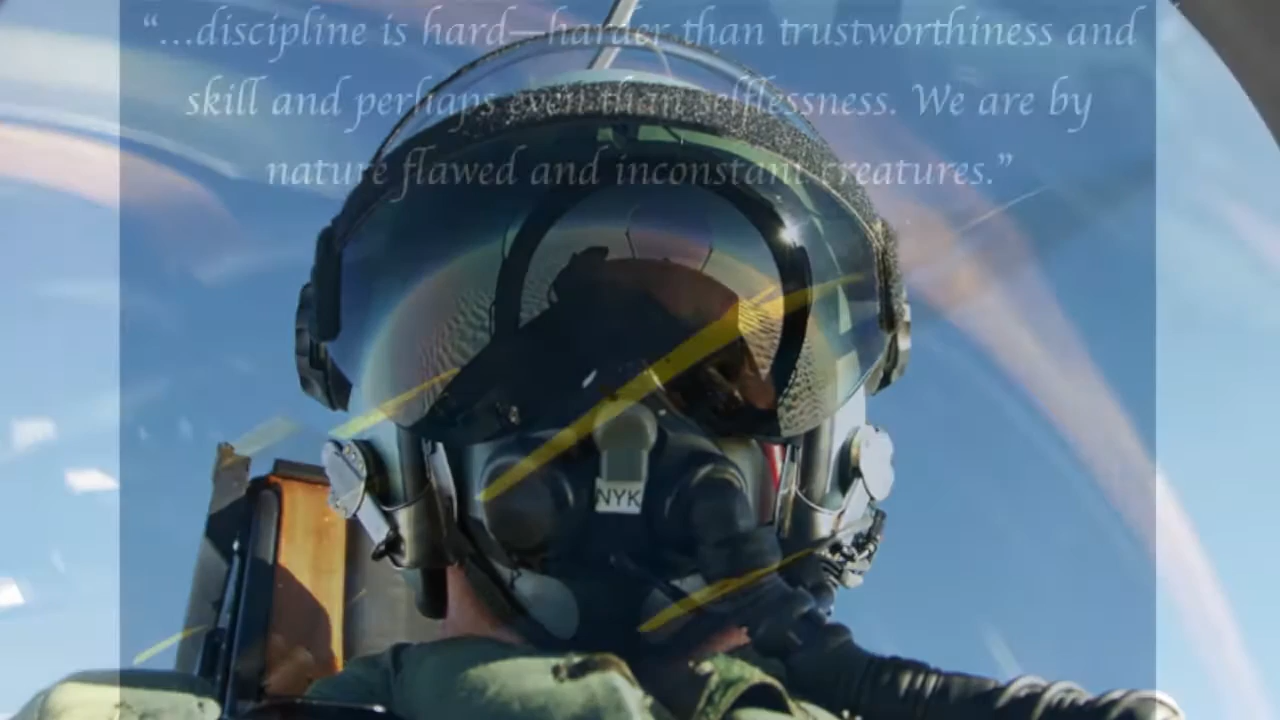 “...discipline is hard—harder than trustworthiness and
skill and perhaps even than selflessness. We are by
nature flawed and inconstant creatures.”
NYK